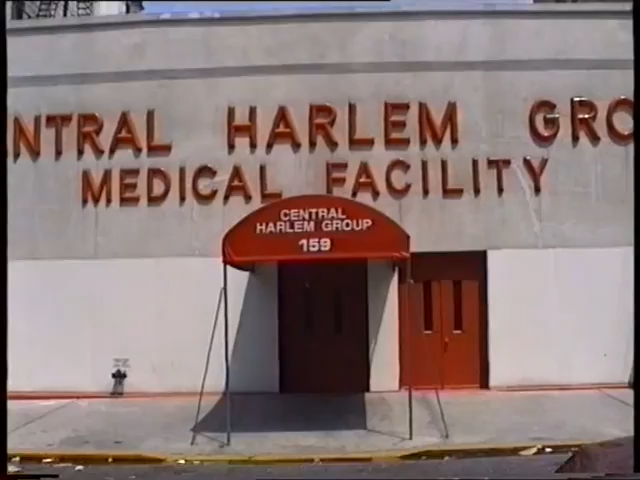 NTRAL HARLEM GRO
MEDICAL FACILITY
CENTRAL
HARLEM GROUP
159